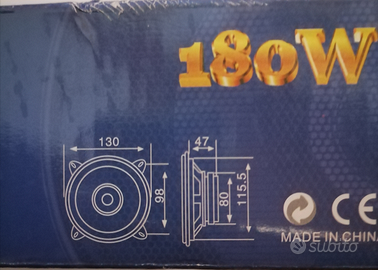 180W
130
47
98
80
115.5
CE
MADE IN CHINA
subito